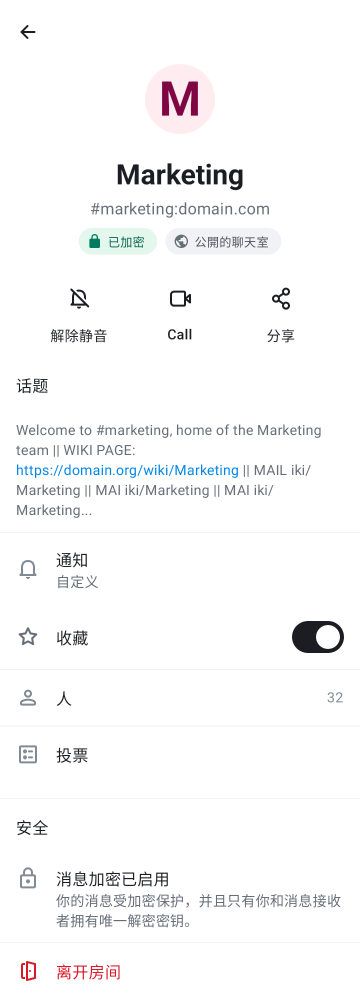 M
Marketing
#marketing:domain.com
已加密 公開的聊天室
解除静音 Call 分享
话题
Welcome to #marketing, home of the Marketing
team || WIKI PAGE:
https://domain.org/wiki/Marketing || MAIL iki/
Marketing || MAI iki/Marketing || MAI iki/
Marketing...
通知
自定义
收藏
人 32
投票
安全
消息加密已启用
你的消息受加密保护，并且只有你和消息接收
者拥有唯一解密密钥。
离开房间